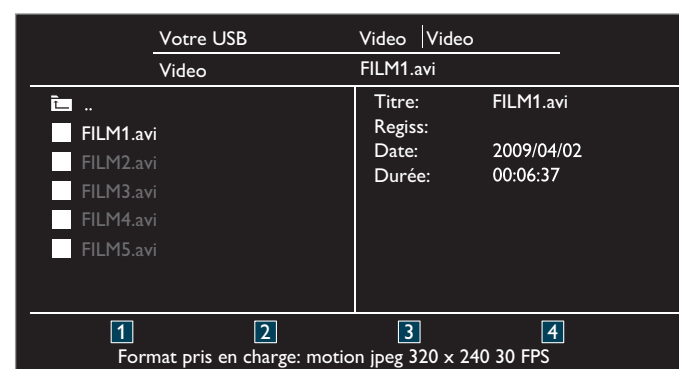 Votre USB Video Video
Video FILM1.avi
..
FILM1.avi
FILM2.avi
FILM3.avi
FILM4.avi
FILM5.avi
Titre: FILM1.avi
Regiss:
Date: 2009/04/02
Durée: 00:06:37
1 2 3 4
Format pris en charge: motion jpeg 320 x 240 30 FPS